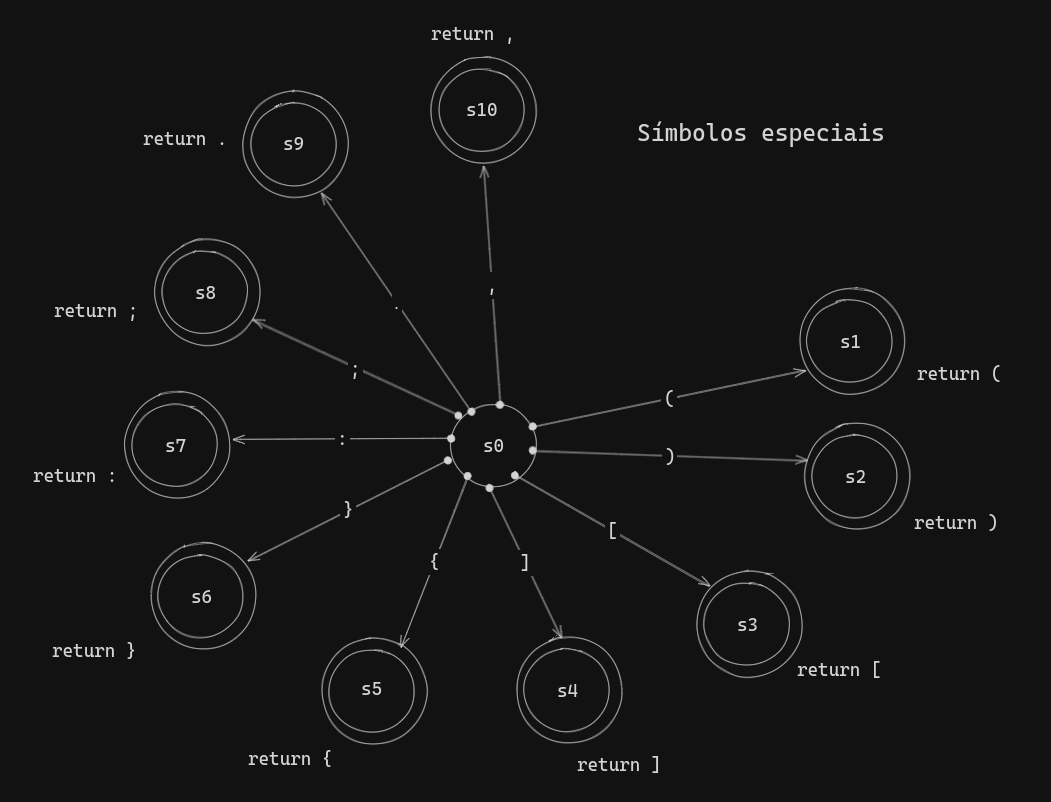 return ,
s10
Símbolos especiais
return .
s9
,
.
s8
return ;
;
s1
return (
(
s7
return :
:
s0
)
s2
return )
}
[
s6
return }
{
]
s3
return [
s5
return {
s4
return ]